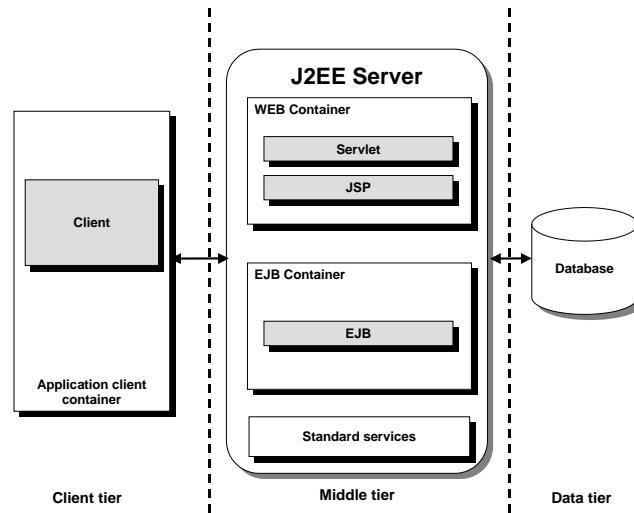 J2EE Server
WEB Container
Servlet
JSP
Client
EJB Container
Database
EJB
Application client
container
Standard services
Client tier
Middle tier
Data tier